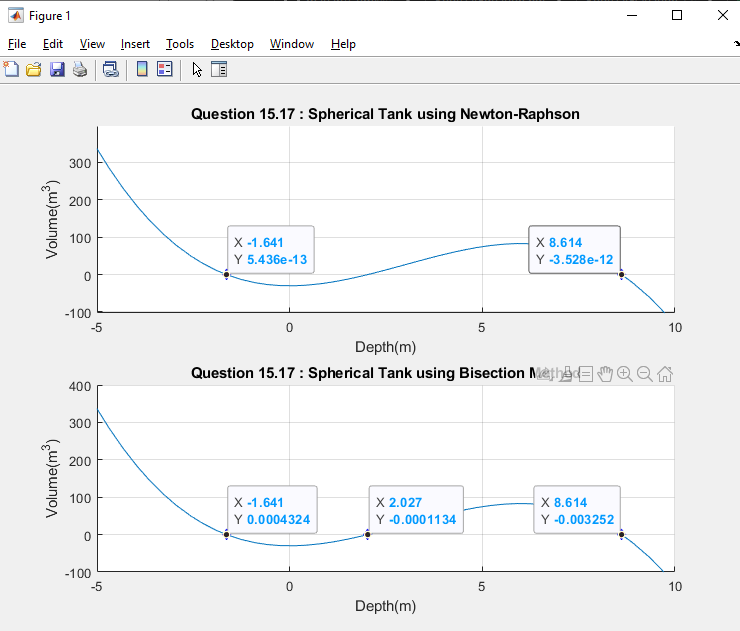 Figure 1
File Edit View Insert Tools Desktop Window Help
Question 15.17 : Spherical Tank using Newton-Raphson
Volume(m3)
300
200
100
0
-100
X -1.641
Y 5.436e-13
X 8.614
Y -3.528e-12
-5 0 5 10
Depth(m)
Question 15.17 : Spherical Tank using Bisection Method
Volume(m3)
400
300
200
100
0
-100
X -1.641
Y 0.0004324
X 2.027
Y -0.0001134
X 8.614
Y -0.003252
-5 0 5 10
Depth(m)